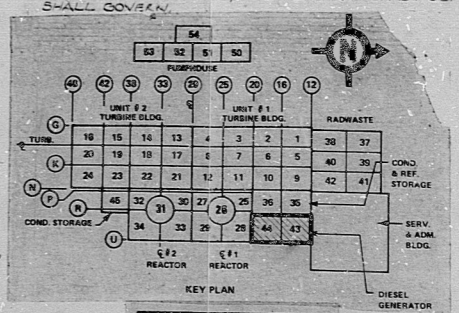 SHALL GOVERN.
54
53 52 51 50
PUMPHOUSE
N
42 38 33 29 25 20 16 12
UNIT #2 UNIT #1
TURBINE BLDG. TURBINE BLDG.
RADWASTE
G
16 15 14 13 4 3 2 1 38 37
TURB.
20 19 18 17 8 7 6 5 40 39
K
COND.
& REF.
STORAGE
24 23 22 21 12 11 10 9 42 41
N
P
45 32 31 30 27 26 25 36 35
R
COND. STORAGE
34 33 29 28 44 43
U
SERV.
& ADM.
BLDG.
℄ #2 ℄ #1
REACTOR REACTOR
KEY PLAN
DIESEL
GENERATOR